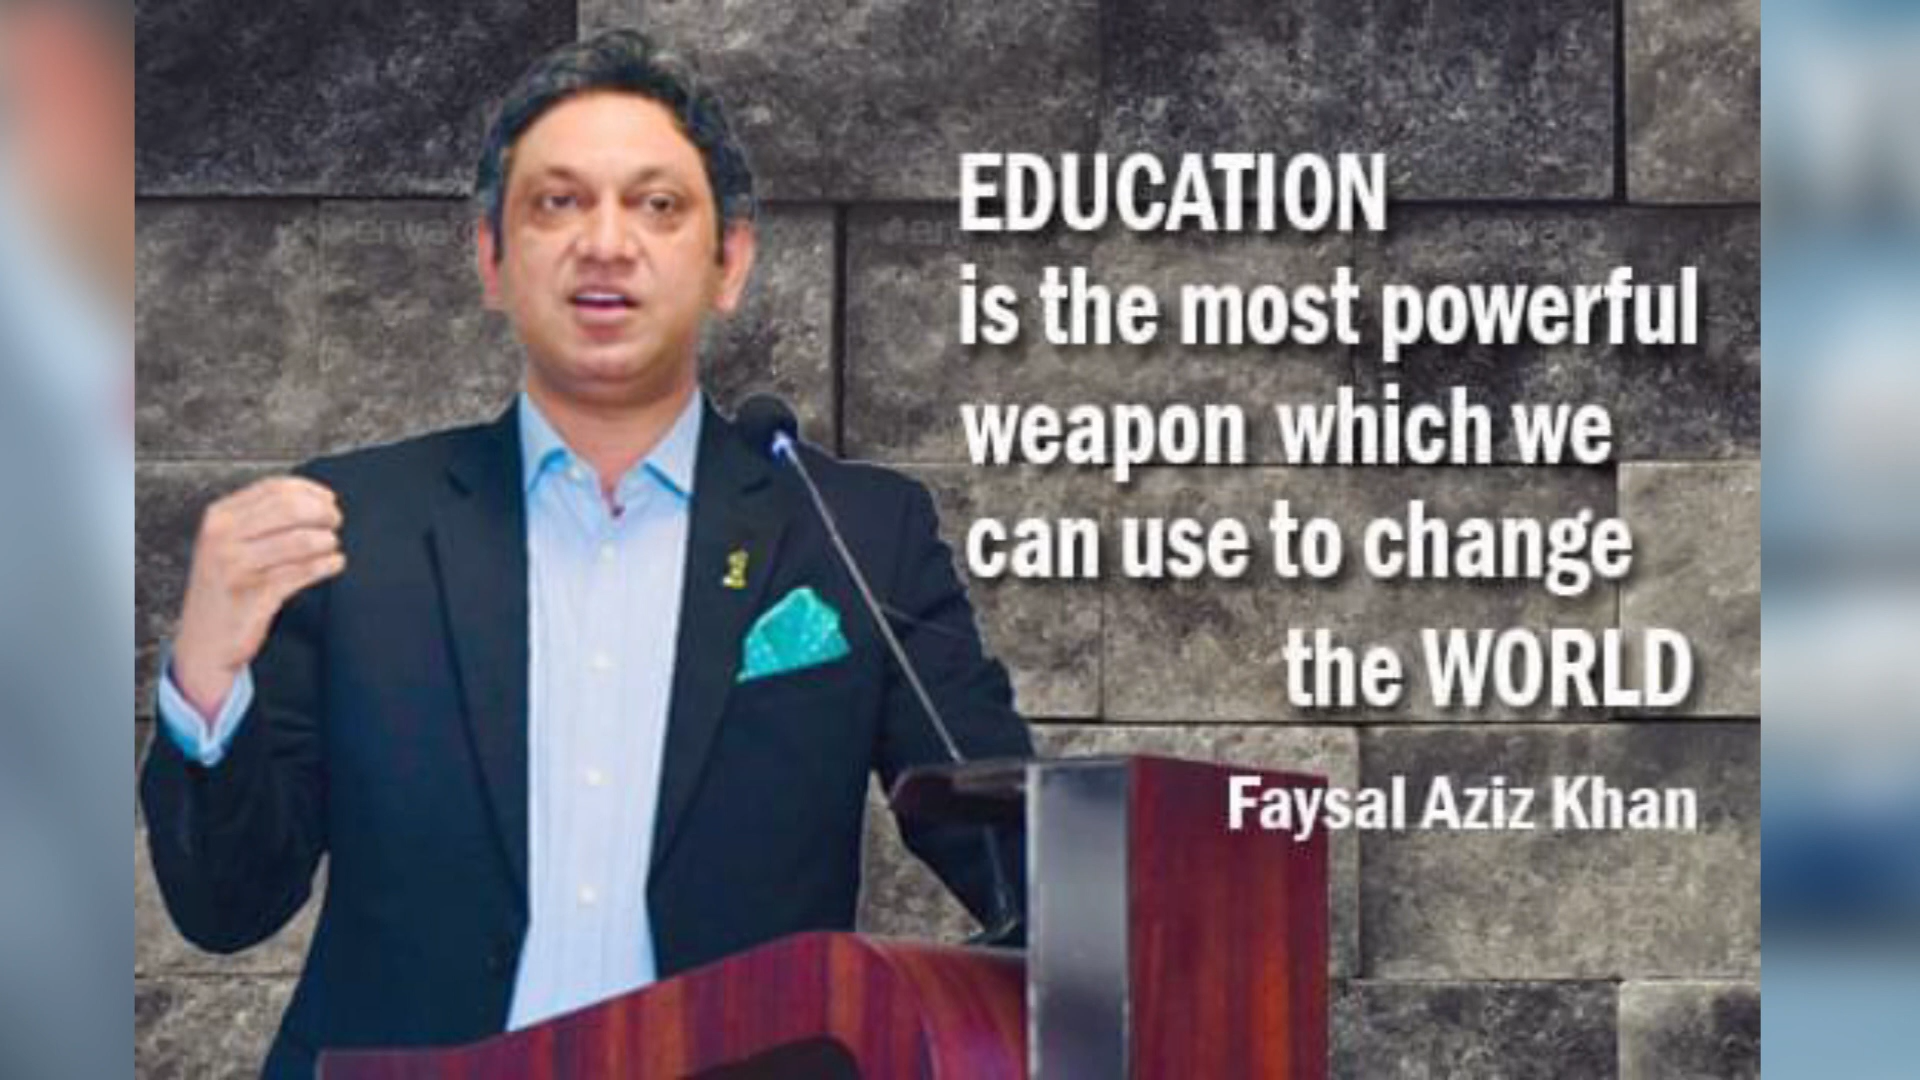 EDUCATION
is the most powerful
weapon which we
can use to change
the WORLD
Faysal Aziz Khan